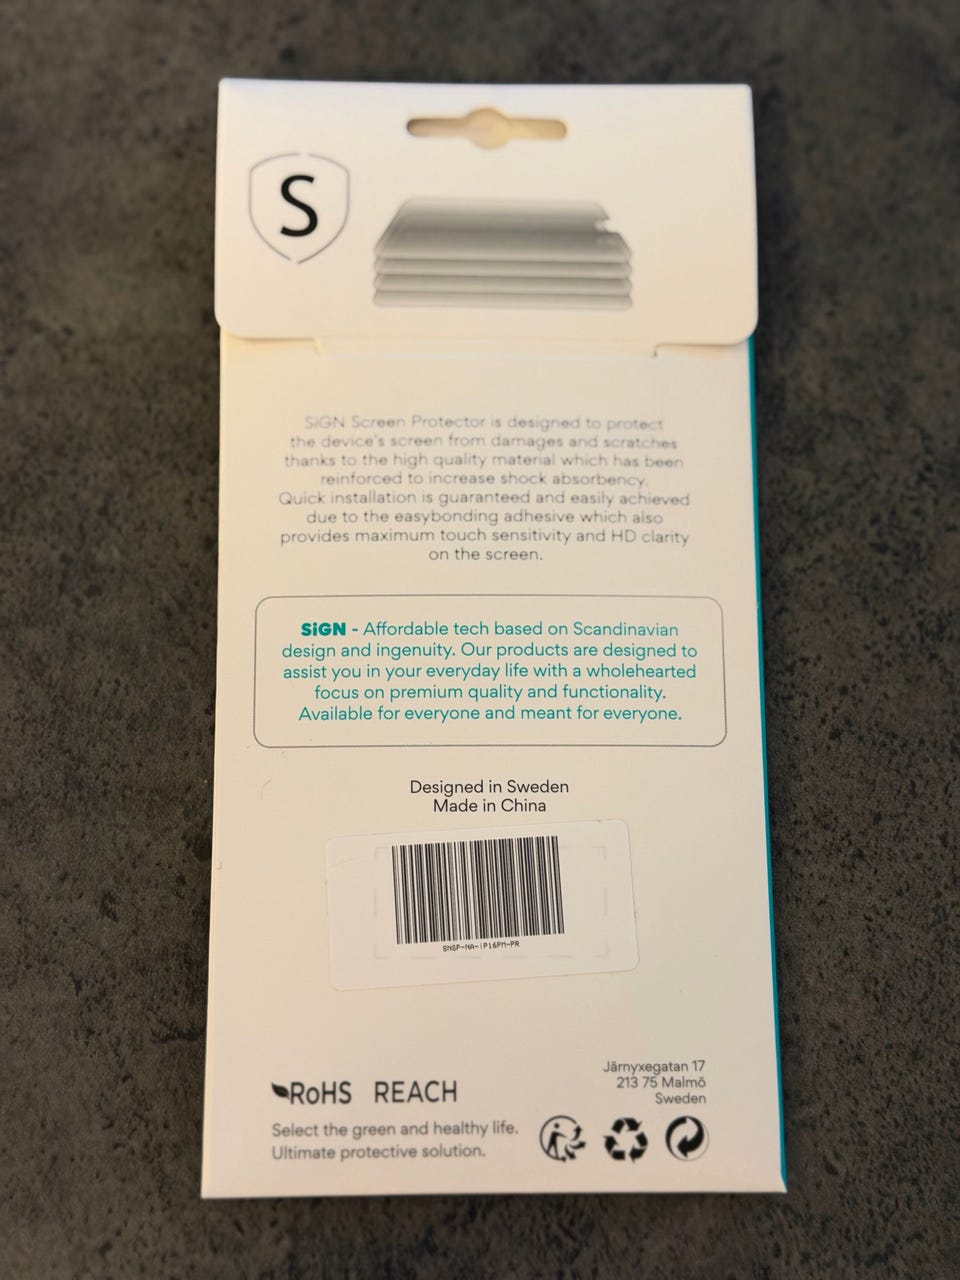 S
SiGN Screen Protector is designed to protect
the device's screen from damages and scratches
thanks to the high quality material which has been
reinforced to increase shock absorbency.
Quick installation is guaranteed and easily achieved
due to the easybonding adhesive which also
provides maximum touch sensitivity and HD clarity
on the screen.
SiGN - Affordable tech based on Scandinavian
design and ingenuity. Our products are designed to
assist you in your everyday life with a wholehearted
focus on premium quality and functionality.
Available for everyone and meant for everyone.
Designed in Sweden
Made in China
SNSP-NA-iP16PM-PR
RoHS REACH
Select the green and healthy life.
Ultimate protective solution.
Järnyxegatan 17
213 75 Malmö
Sweden